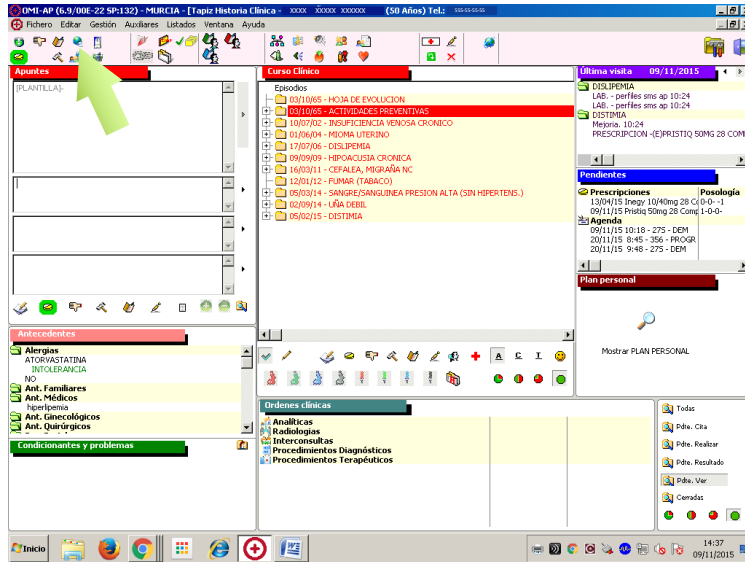 OMI-AP (6.9/00E-22 SP:132) - MURCIA - [Tapiz Historia Clínica - xxxx xxxxx xxxxxx (50 Años) Tel.: 555-55-55-55
Fichero Editar Gestión Auxiliares Listados Ventana Ayuda
Apuntes
[PLANTILLA]-
Curso Clínico
Episodios
03/10/65 - HOJA DE EVOLUCION
03/10/65 - ACTIVIDADES PREVENTIVAS
10/07/02 - INSUFICIENCIA VENOSA CRONICO
01/06/04 - MIOMA UTERINO
17/07/06 - DISLIPEMIA
09/09/09 - HIPOACUSIA CRONICA
16/03/11 - CEFALEA, MIGRAÑA NC
12/01/12 - FUMAR (TABACO)
05/03/14 - SANGRE/SANGUINEA PRESION ALTA (SIN HIPERTENS.)
02/09/14 - UÑA DEBIL
05/02/15 - DISTIMIA
A C I
Última visita 09/11/2015
DISLIPEMIA
LAB. - perfiles sms ap 10:24
LAB. - perfiles sms ap 10:24
DISTIMIA
Mejoria. 10:24
PRESCRIPCION -(E)PRISTIQ 50MG 28 COM
Pendientes
Prescripciones Posología
13/04/15 Inegy 10/40mg 28 Co 0-0- -1
09/11/15 Pristiq 50mg 28 Comp 1-0-0-
Agenda
09/11/15 10:18 - 275 - DEM
20/11/15 8:45 - 356 - PROGR
20/11/15 9:48 - 275 - DEM
Plan personal
Mostrar PLAN PERSONAL
Antecedentes
Alergias
ATORVASTATINA
INTOLERANCIA
NO
Ant. Familiares
Ant. Médicos
hiperlipemia
Ant. Ginecológicos
Ant. Quirúrgicos
Condicionantes y problemas
Ordenes clínicas
Analíticas
Radiologias
Interconsultas
Procedimientos Diagnósticos
Procedimientos Terapéuticos
Todas
Pdte. Cita
Pdte. Realizar
Pdte. Resultado
Pdte. Ver
Cerradas
Inicio
14:37
09/11/2015